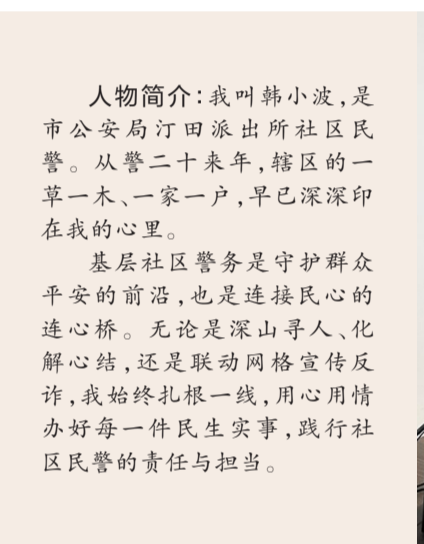 人物简介:我叫韩小波,是
市公安局汀田派出所社区民
警。从警二十来年,辖区的一
草一木、一家一户,早已深深印
在我的心里。
基层社区警务是守护群众
平安的前沿,也是连接民心的
连心桥。无论是深山寻人、化
解心结,还是联动网格宣传反
诈,我始终扎根一线,用心用情
办好每一件民生实事,践行社
区民警的责任与担当。